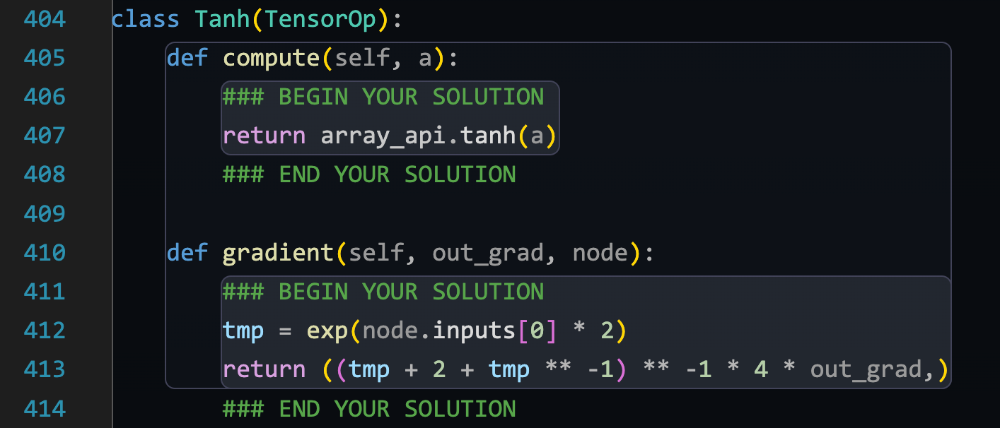 404 class Tanh(TensorOp):
405     def compute(self, a):
406         ### BEGIN YOUR SOLUTION
407         return array_api.tanh(a)
408         ### END YOUR SOLUTION
409
410     def gradient(self, out_grad, node):
411         ### BEGIN YOUR SOLUTION
412         tmp = exp(node.inputs[0] * 2)
413         return ((tmp + 2 + tmp ** -1) ** -1 * 4 * out_grad,)
414         ### END YOUR SOLUTION